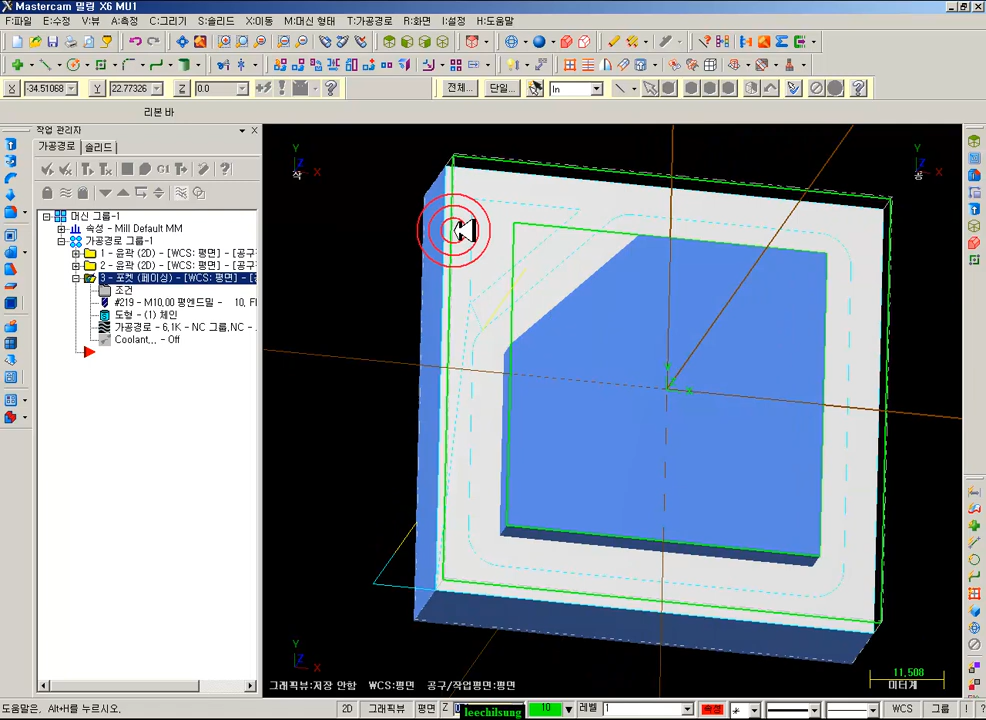 Mastercam 밀링 X6 MU1
F:파일 E:수정 V:뷰 A:측정 C:그리기 S:솔리드 X:이동 M:머신 형태 T:가공경로 R:화면 I:설정 H:도움말
X -34.51068 Y 22.77326 Z 0.0 전체... 단일... In
리본 바
작업 관리자
가공경로 솔리드
G1
머신 그룹-1
속성 - Mill Default MM
가공경로 그룹-1
1 - 윤곽 (2D) - [WCS: 평면] - [공구
2 - 윤곽 (2D) - [WCS: 평면] - [공구
3 - 포켓 (페이싱) - [WCS: 평면] - [
조건
#219 - M10,00 평엔드밀 - 10, Fl
도형 - (1) 체인
가공경로 - 6,1K - NC 그룹,NC -
Coolant,,, - Off
Y
Z X
작
Y
Z X
공
Y
Z X
11,508
미터계
그래픽뷰:저장 안함 WCS:평면 공구/작업평면:평면
도움말은, Alt+H를 누르시오. 2D 그래픽뷰 평면 Z 10 레벨 1 속성 WCS 그룹 ! ?
leechilsung